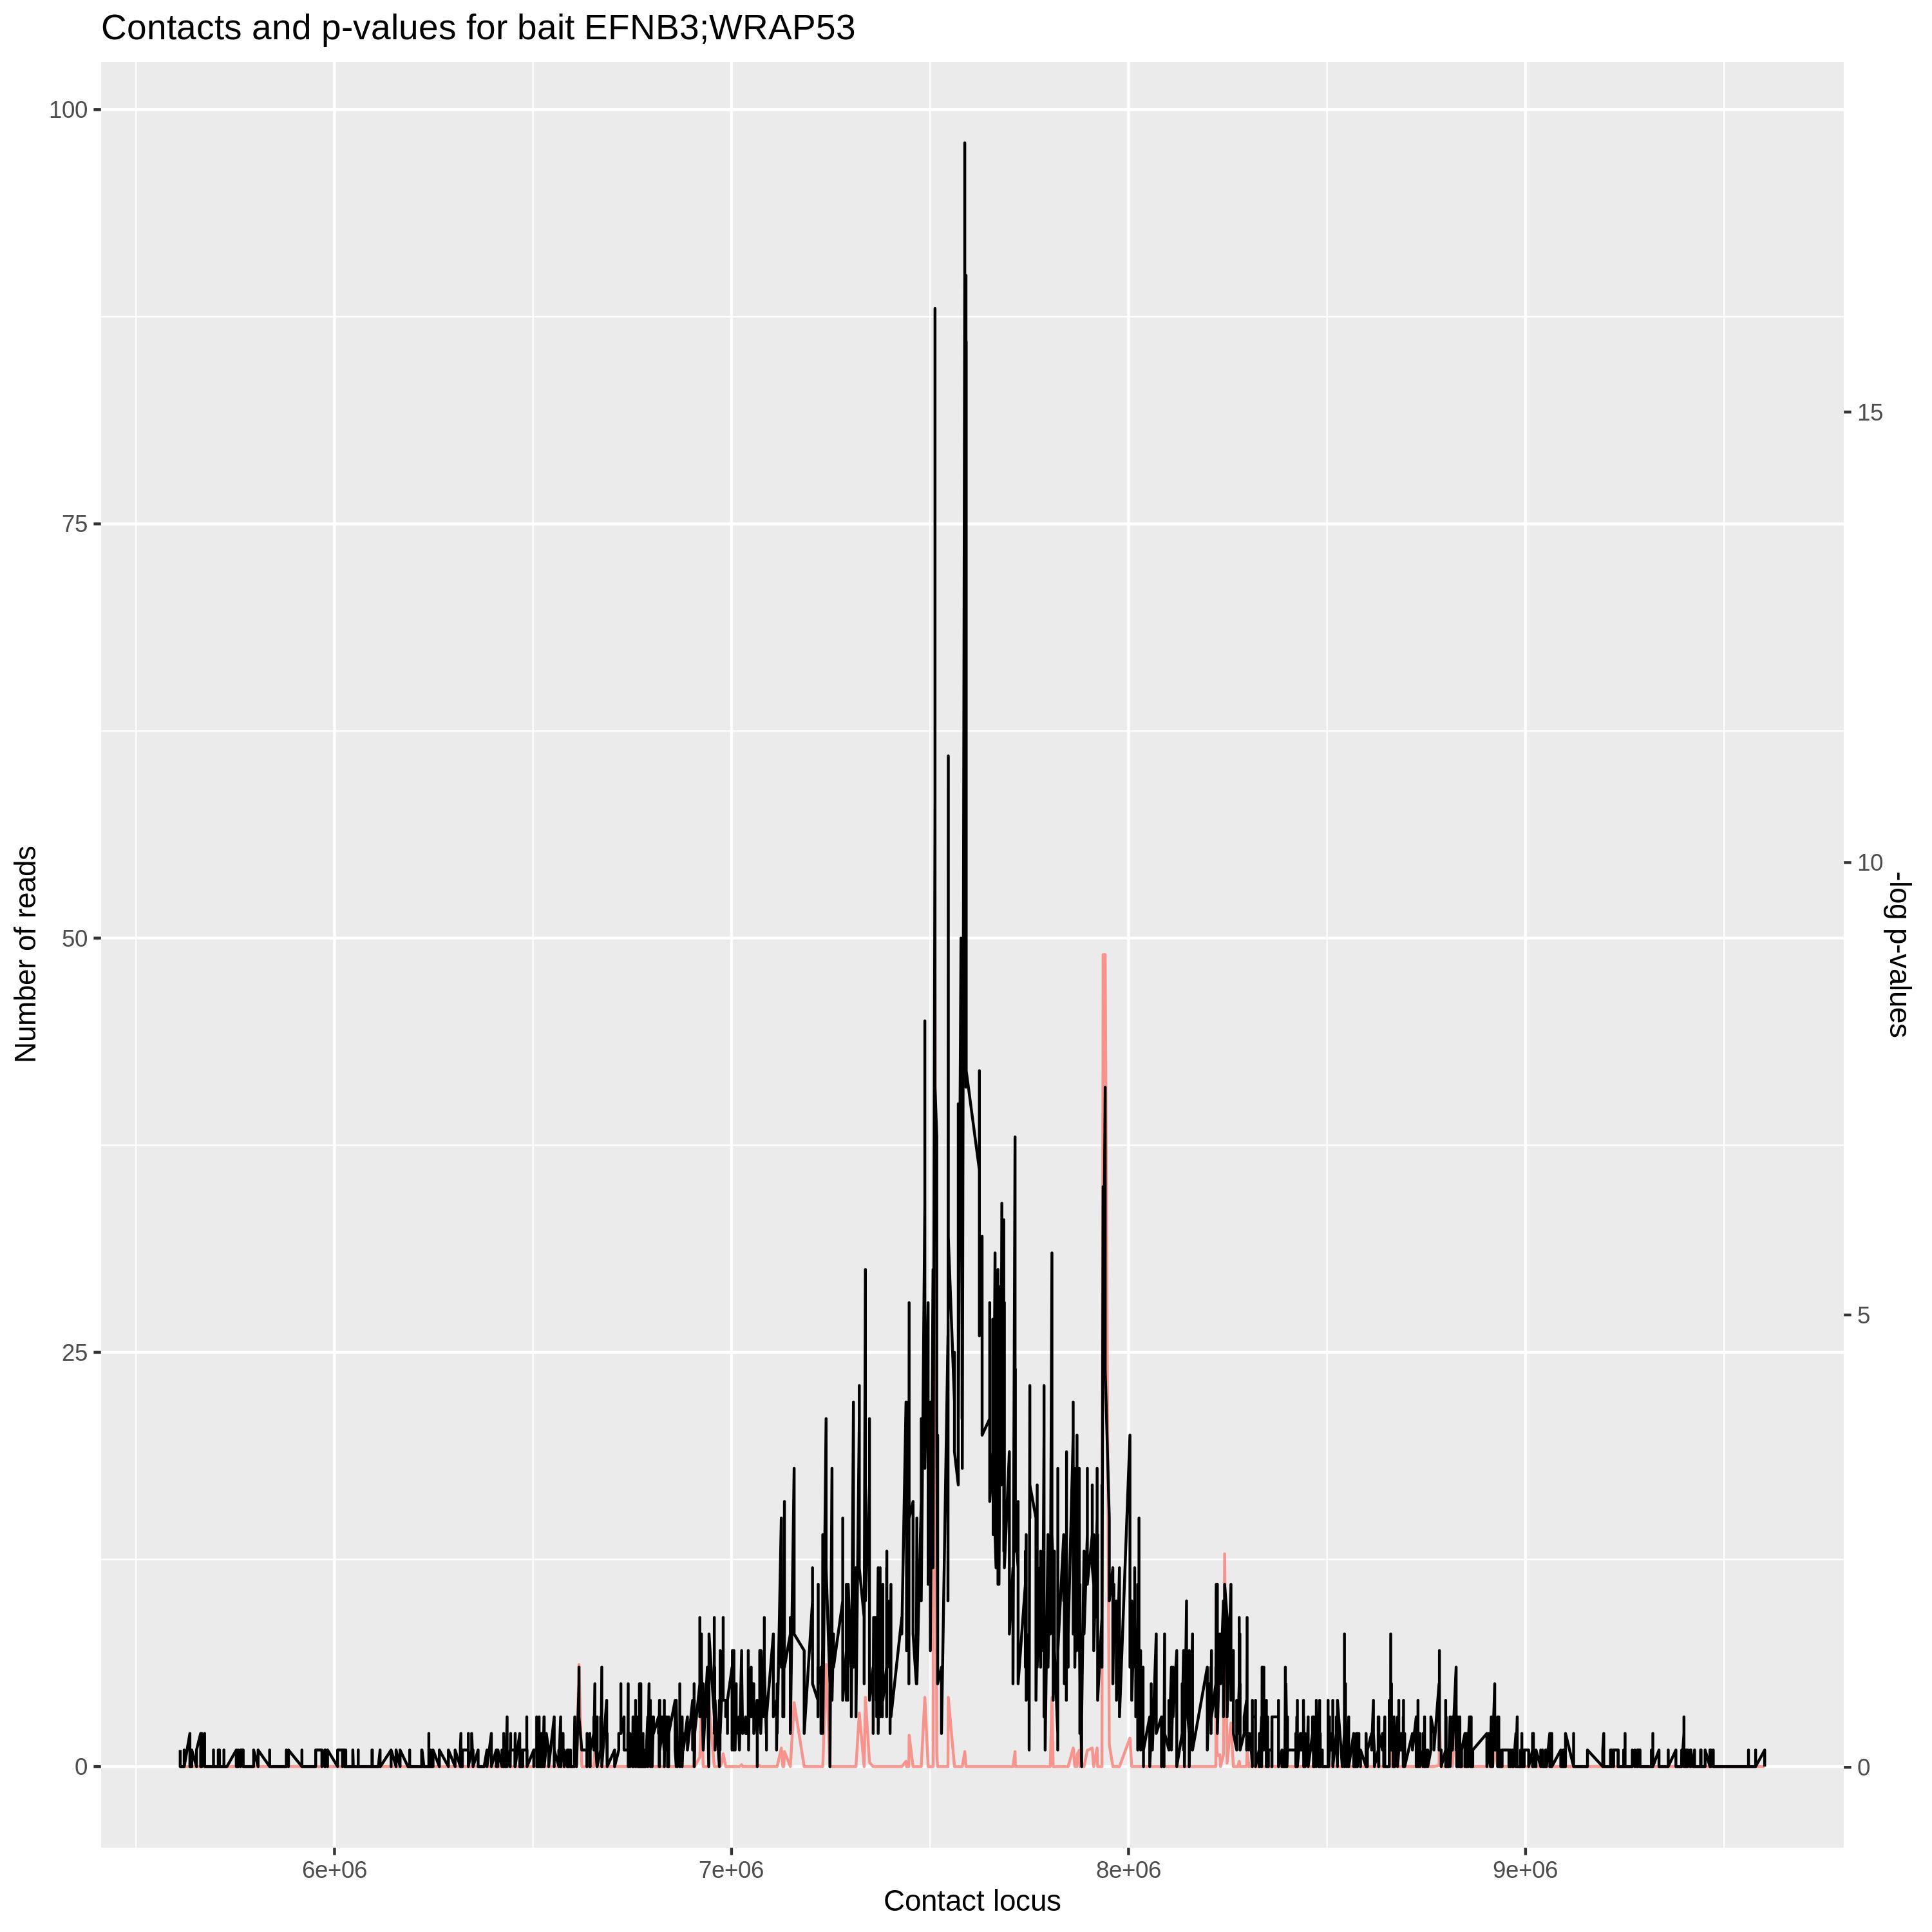 Contacts and p-values for bait EFNB3;WRAP53
100
75
50
25
0
Number of reads
15
10
5
0
-log p-values
6e+06
7e+06
8e+06
9e+06
Contact locus